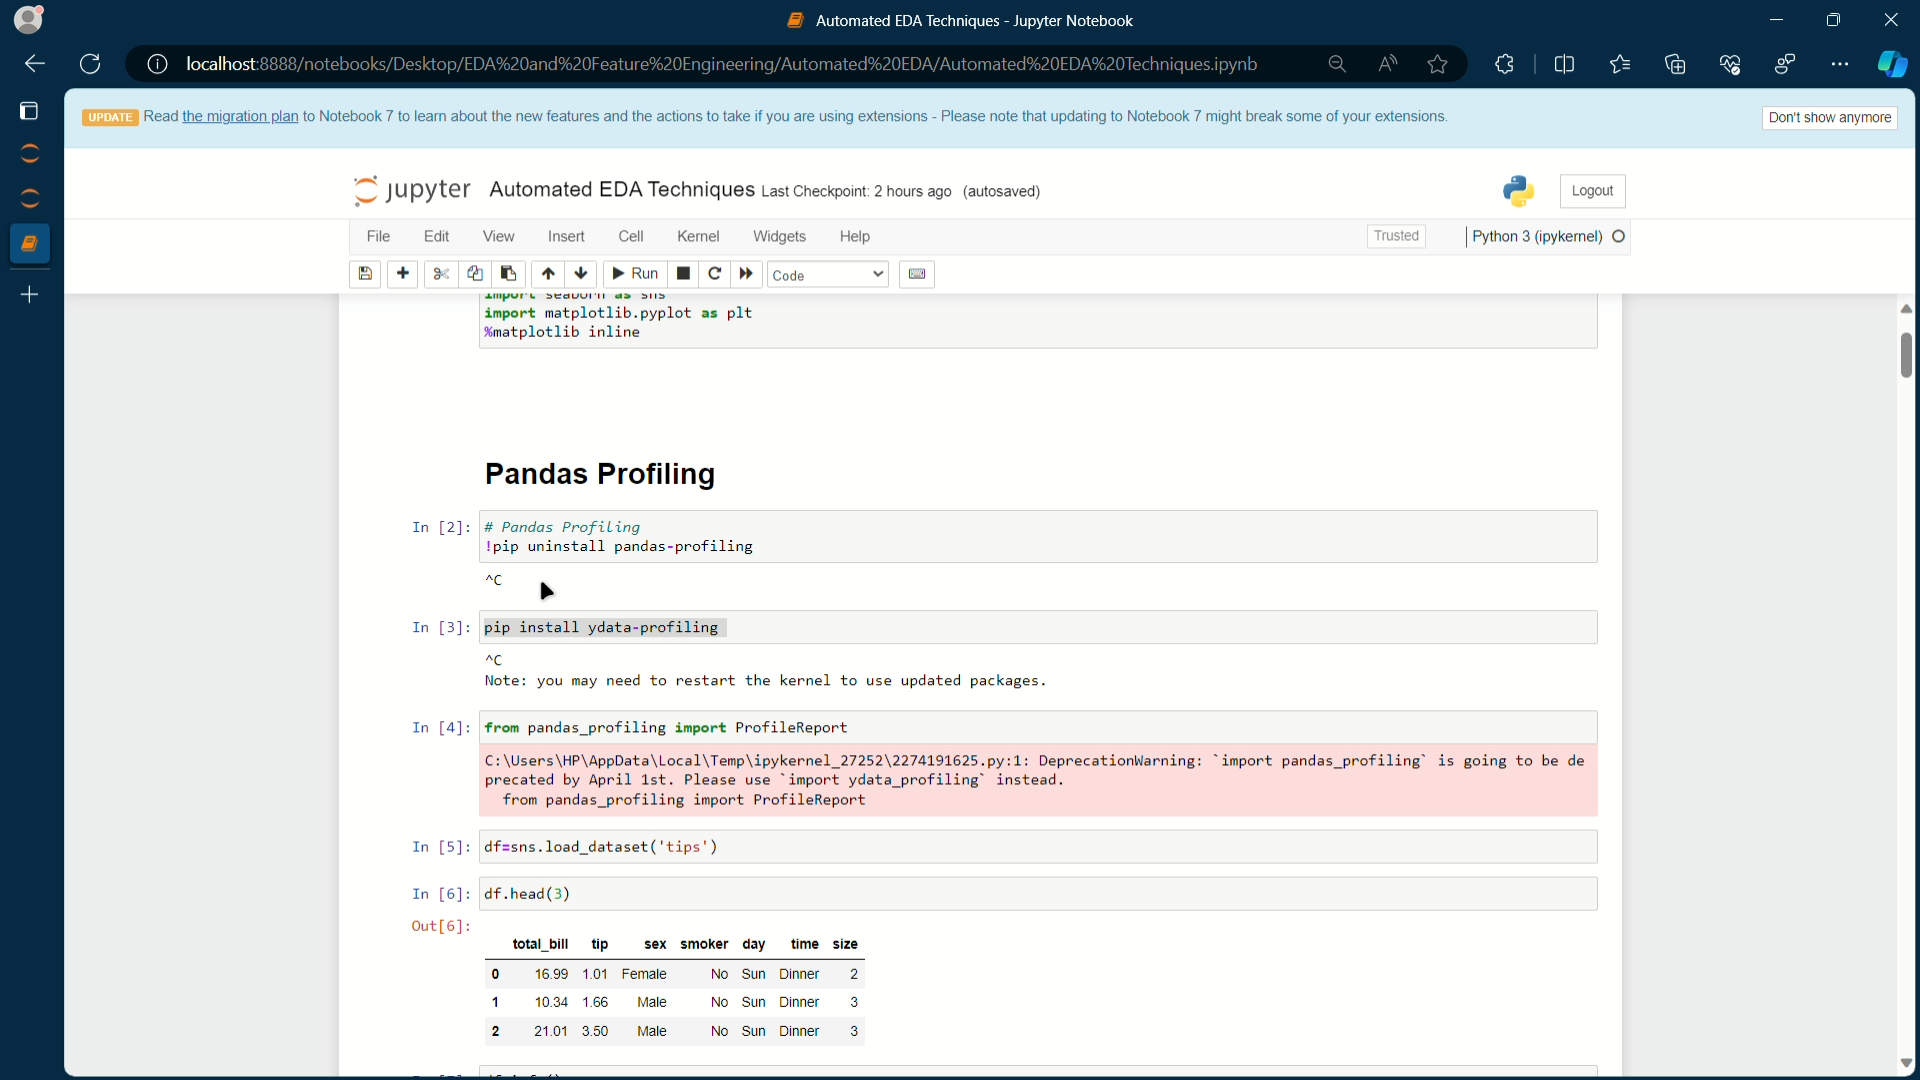 Automated EDA Techniques - Jupyter Notebook
localhost:8888/notebooks/Desktop/EDA%20and%20Feature%20Engineering/Automated%20EDA/Automated%20EDA%20Techniques.ipynb
UPDATE Read the migration plan to Notebook 7 to learn about the new features and the actions to take if you are using extensions - Please note that updating to Notebook 7 might break some of your extensions. Don't show anymore
jupyter Automated EDA Techniques Last Checkpoint: 2 hours ago (autosaved) Logout
File Edit View Insert Cell Kernel Widgets Help Trusted Python 3 (ipykernel)
Run Code
import seaborn as sns
import matplotlib.pyplot as plt
%matplotlib inline
Pandas Profiling
In [2]: # Pandas Profiling
!pip uninstall pandas-profiling
^C
In [3]: pip install ydata-profiling
^C
Note: you may need to restart the kernel to use updated packages.
In [4]: from pandas_profiling import ProfileReport
C:\Users\HP\AppData\Local\Temp\ipykernel_27252\2274191625.py:1: DeprecationWarning: `import pandas_profiling` is going to be de
precated by April 1st. Please use `import ydata_profiling` instead.
from pandas_profiling import ProfileReport
In [5]: df=sns.load_dataset('tips')
In [6]: df.head(3)
Out[6]:
total_bill tip sex smoker day time size
0 16.99 1.01 Female No Sun Dinner 2
1 10.34 1.66 Male No Sun Dinner 3
2 21.01 3.50 Male No Sun Dinner 3